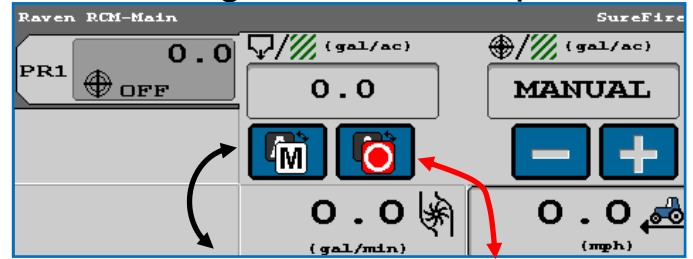 Raven RCM-Main SureFire
PR1 0.0 (gal/ac) (gal/ac)
OFF 0.0 MANUAL
M
0.0 0.0
(gal/min) (mph)